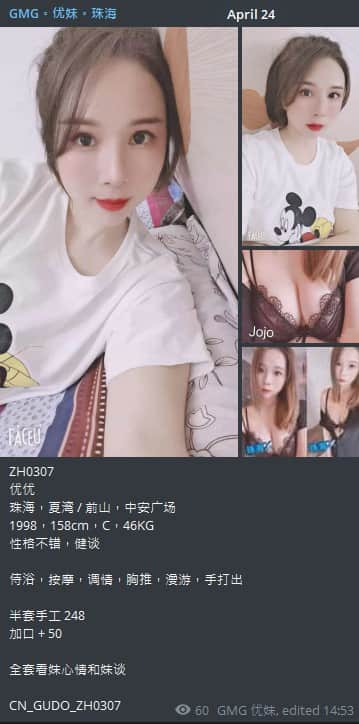 GMG。优妹。珠海
April 24
FACEU
Jojo
ZH0307
优优
珠海，夏湾 / 前山，中安广场
1998，158cm，C，46KG
性格不错，健谈
侍浴，按摩，调情，胸推，漫游，手打出
半套手工 248
加口 + 50
全套看妹心情和妹谈
CN_GUDO_ZH0307
60 GMG 优妹, edited 14:53